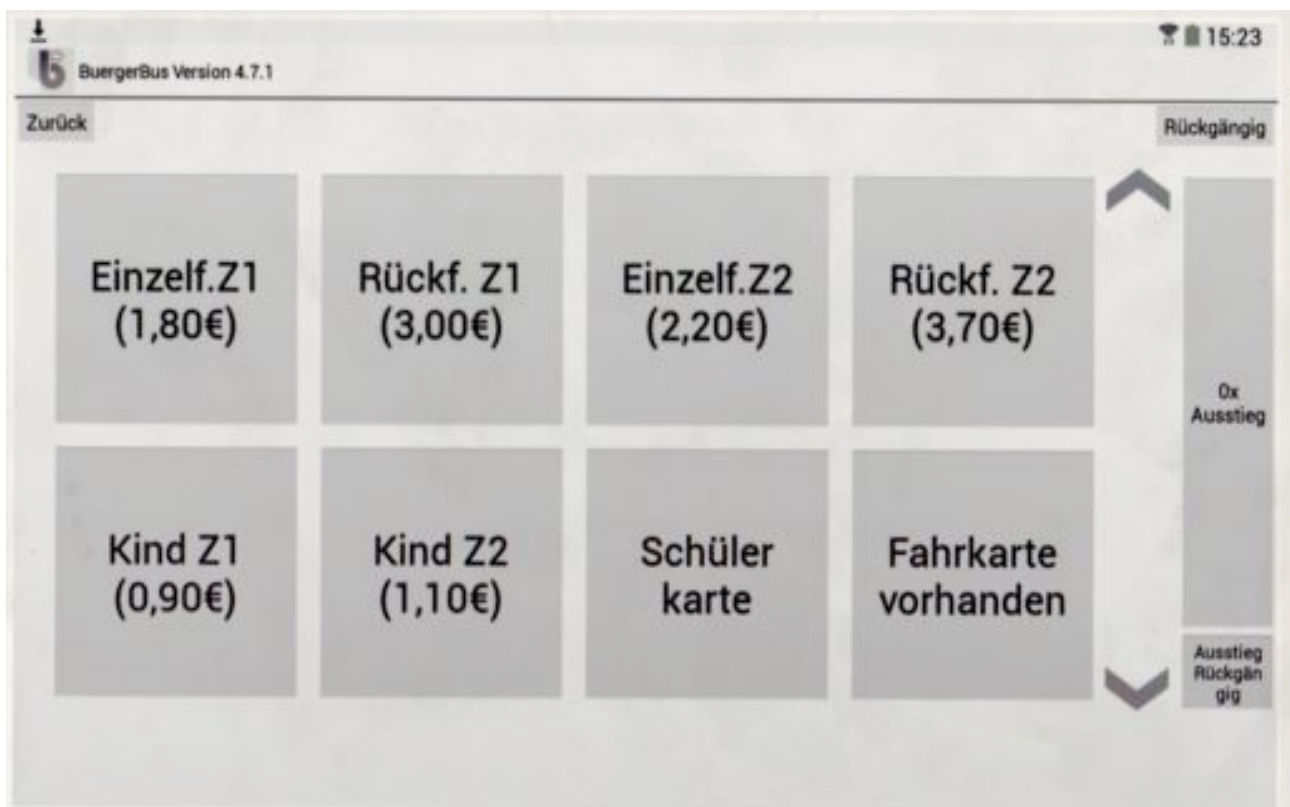 15:23
BuergerBus Version 4.7.1
Zurück
Rückgängig
Einzelf.Z1
(1,80€)
Rückf. Z1
(3,00€)
Einzelf.Z2
(2,20€)
Rückf. Z2
(3,70€)
0x
Ausstieg
Kind Z1
(0,90€)
Kind Z2
(1,10€)
Schüler
karte
Fahrkarte
vorhanden
Ausstieg
Rückgän
gig